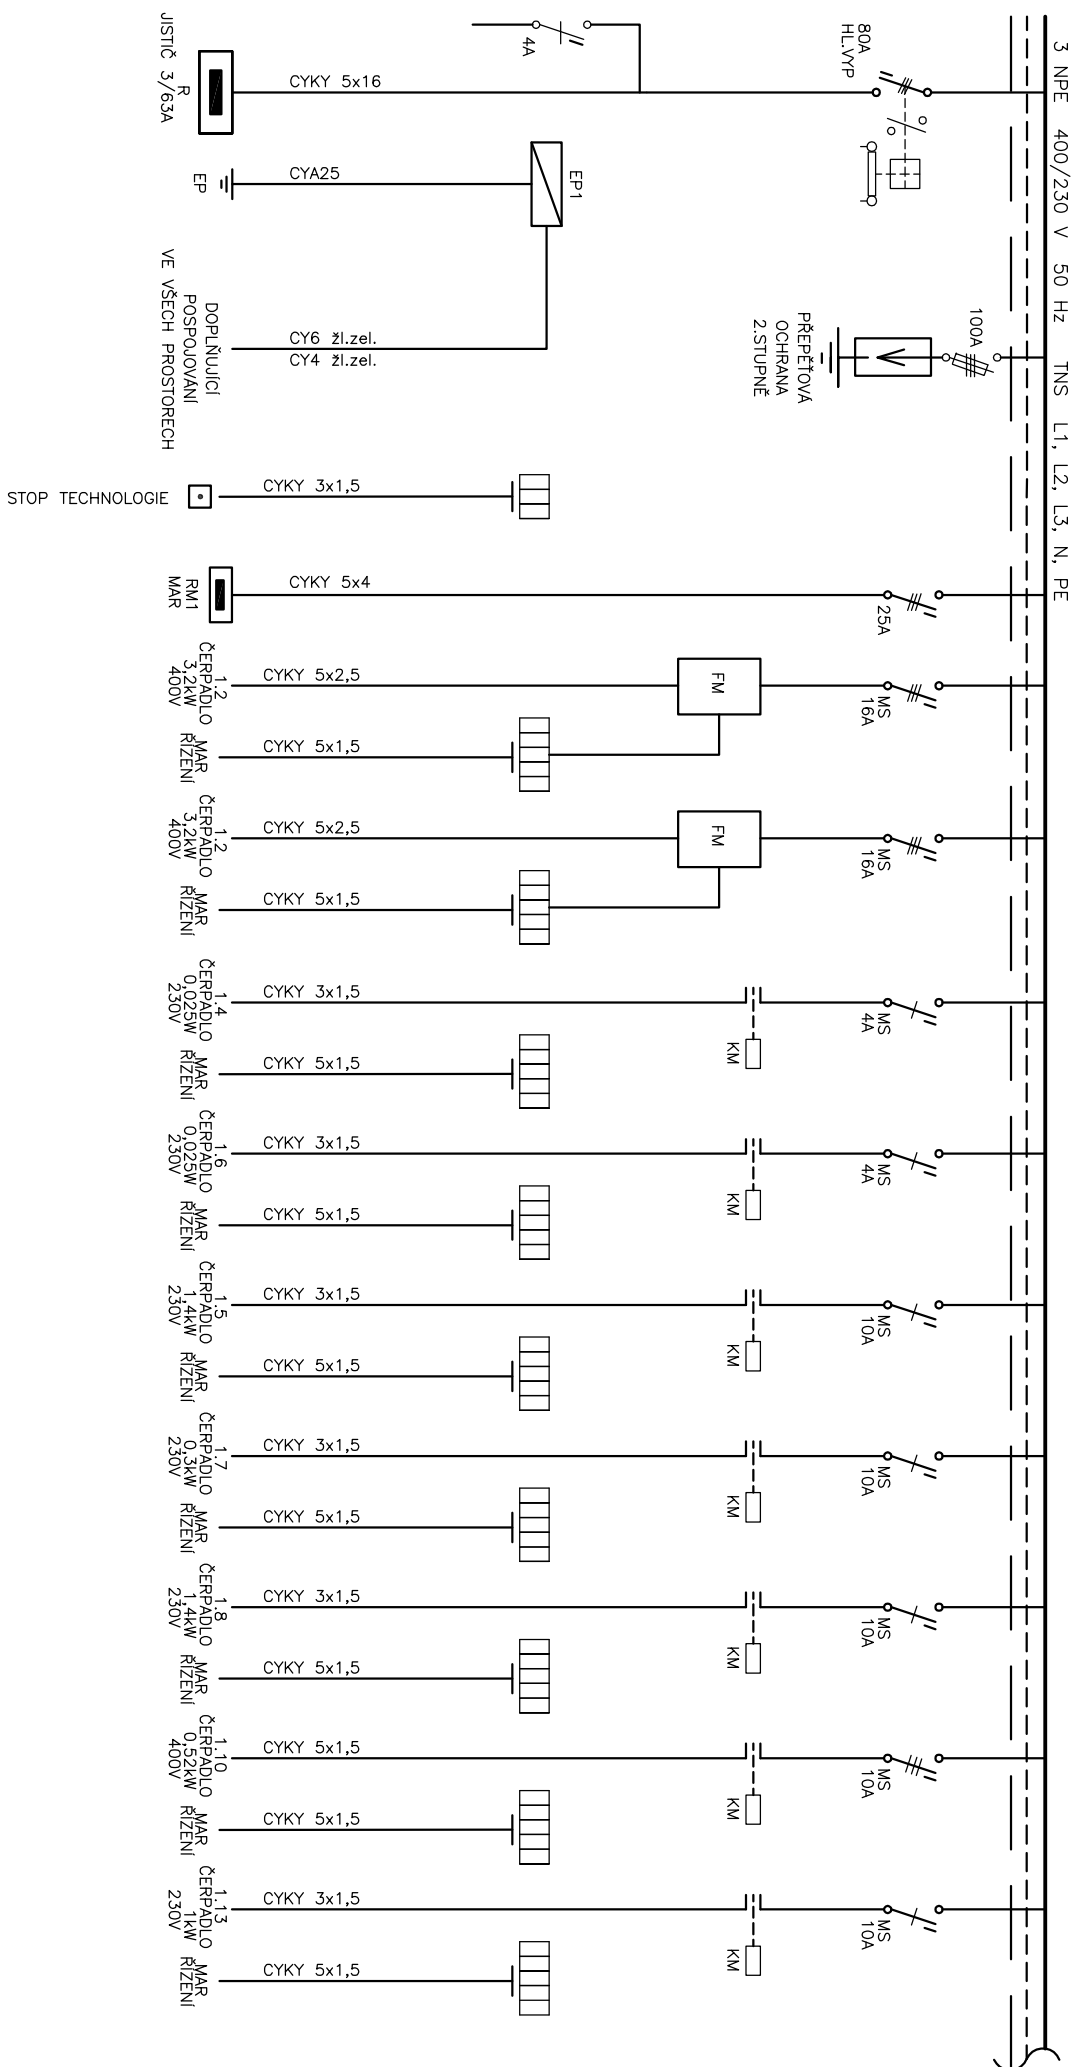 3 NPE 400/230 V 50 Hz TNS L1, L2, L3, N, PE
80A
HL.VYP
4A
CYKY 5x16
R
JISTIČ 3/63A
EP1
CYA25
EP
CY6 žl.zel.
CY4 žl.zel.
DOPLŇUJÍCÍ
POSPOJOVÁNÍ
VE VŠECH PROSTORECH
100A
PŘEPĚŤOVÁ
OCHRANA
2.STUPNĚ
CYKY 3x1,5
STOP TECHNOLOGIE
25A
CYKY 5x4
RM1
MAR
MS
16A
FM
CYKY 5x2,5
1.2
ČERPADLO
3,2kW
400V
CYKY 5x1,5
MAR
ŘÍZENÍ
MS
16A
FM
CYKY 5x2,5
1.2
ČERPADLO
3,2kW
400V
CYKY 5x1,5
MAR
ŘÍZENÍ
MS
4A
KM
CYKY 3x1,5
1.4
ČERPADLO
0,025W
230V
CYKY 5x1,5
MAR
ŘÍZENÍ
MS
4A
KM
CYKY 3x1,5
1.6
ČERPADLO
0,025W
230V
CYKY 5x1,5
MAR
ŘÍZENÍ
MS
10A
KM
CYKY 3x1,5
1.5
ČERPADLO
1,4kW
230V
CYKY 5x1,5
MAR
ŘÍZENÍ
MS
10A
KM
CYKY 3x1,5
1.7
ČERPADLO
0,3kW
230V
CYKY 5x1,5
MAR
ŘÍZENÍ
MS
10A
KM
CYKY 3x1,5
1.8
ČERPADLO
1,4kW
230V
CYKY 5x1,5
MAR
ŘÍZENÍ
MS
10A
KM
CYKY 5x1,5
1.10
ČERPADLO
0,52kW
400V
CYKY 5x1,5
MAR
ŘÍZENÍ
MS
10A
KM
CYKY 3x1,5
1.13
ČERPADLO
1kW
230V
CYKY 5x1,5
MAR
ŘÍZENÍ